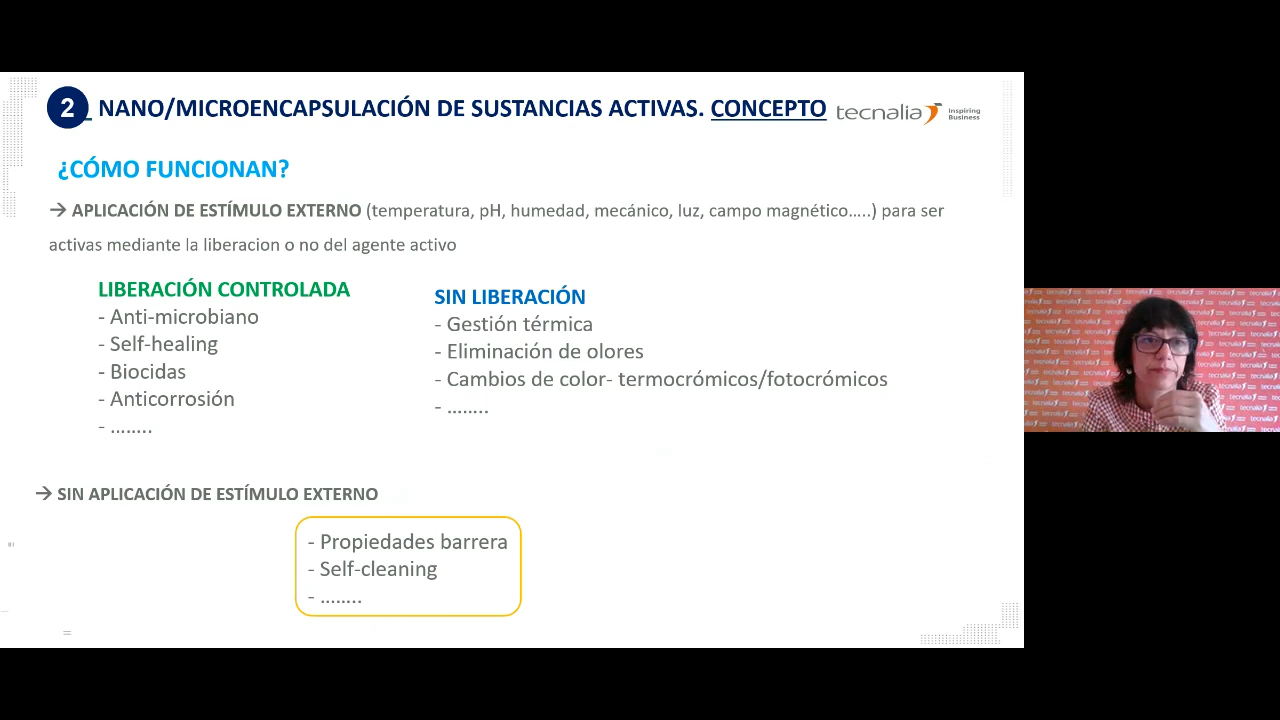 2 NANO/MICROENCAPSULACIÓN DE SUSTANCIAS ACTIVAS. CONCEPTO
tecnalia Inspiring Business
¿CÓMO FUNCIONAN?
→ APLICACIÓN DE ESTÍMULO EXTERNO (temperatura, pH, humedad, mecánico, luz, campo magnético…..) para ser
activas mediante la liberacion o no del agente activo
LIBERACIÓN CONTROLADA
- Anti-microbiano
- Self-healing
- Biocidas
- Anticorrosión
- ……..
SIN LIBERACIÓN
- Gestión térmica
- Eliminación de olores
- Cambios de color- termocrómicos/fotocrómicos
- ……..
→ SIN APLICACIÓN DE ESTÍMULO EXTERNO
- Propiedades barrera
- Self-cleaning
- ……..
tecnalia